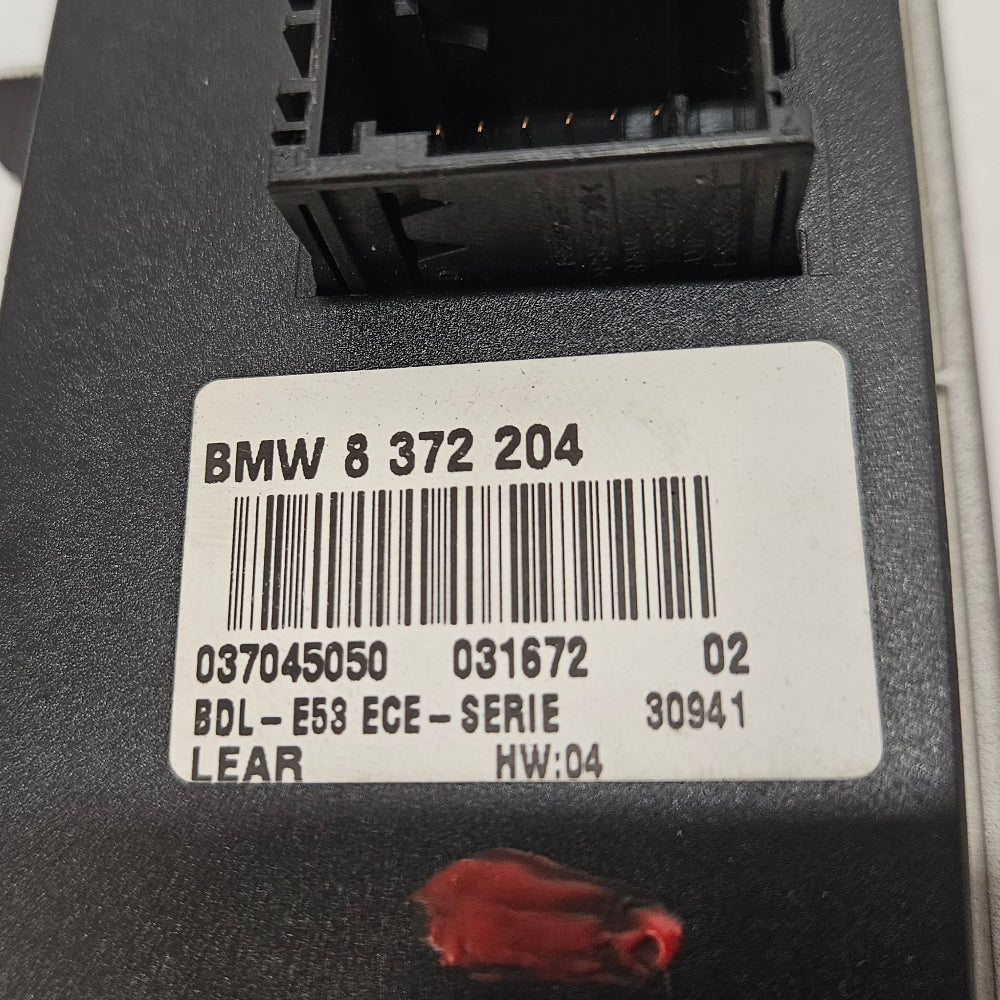 BMW 8 372 204
037045050 031672 02
BDL-E53 ECE-SERIE 30941
LEAR HW:04